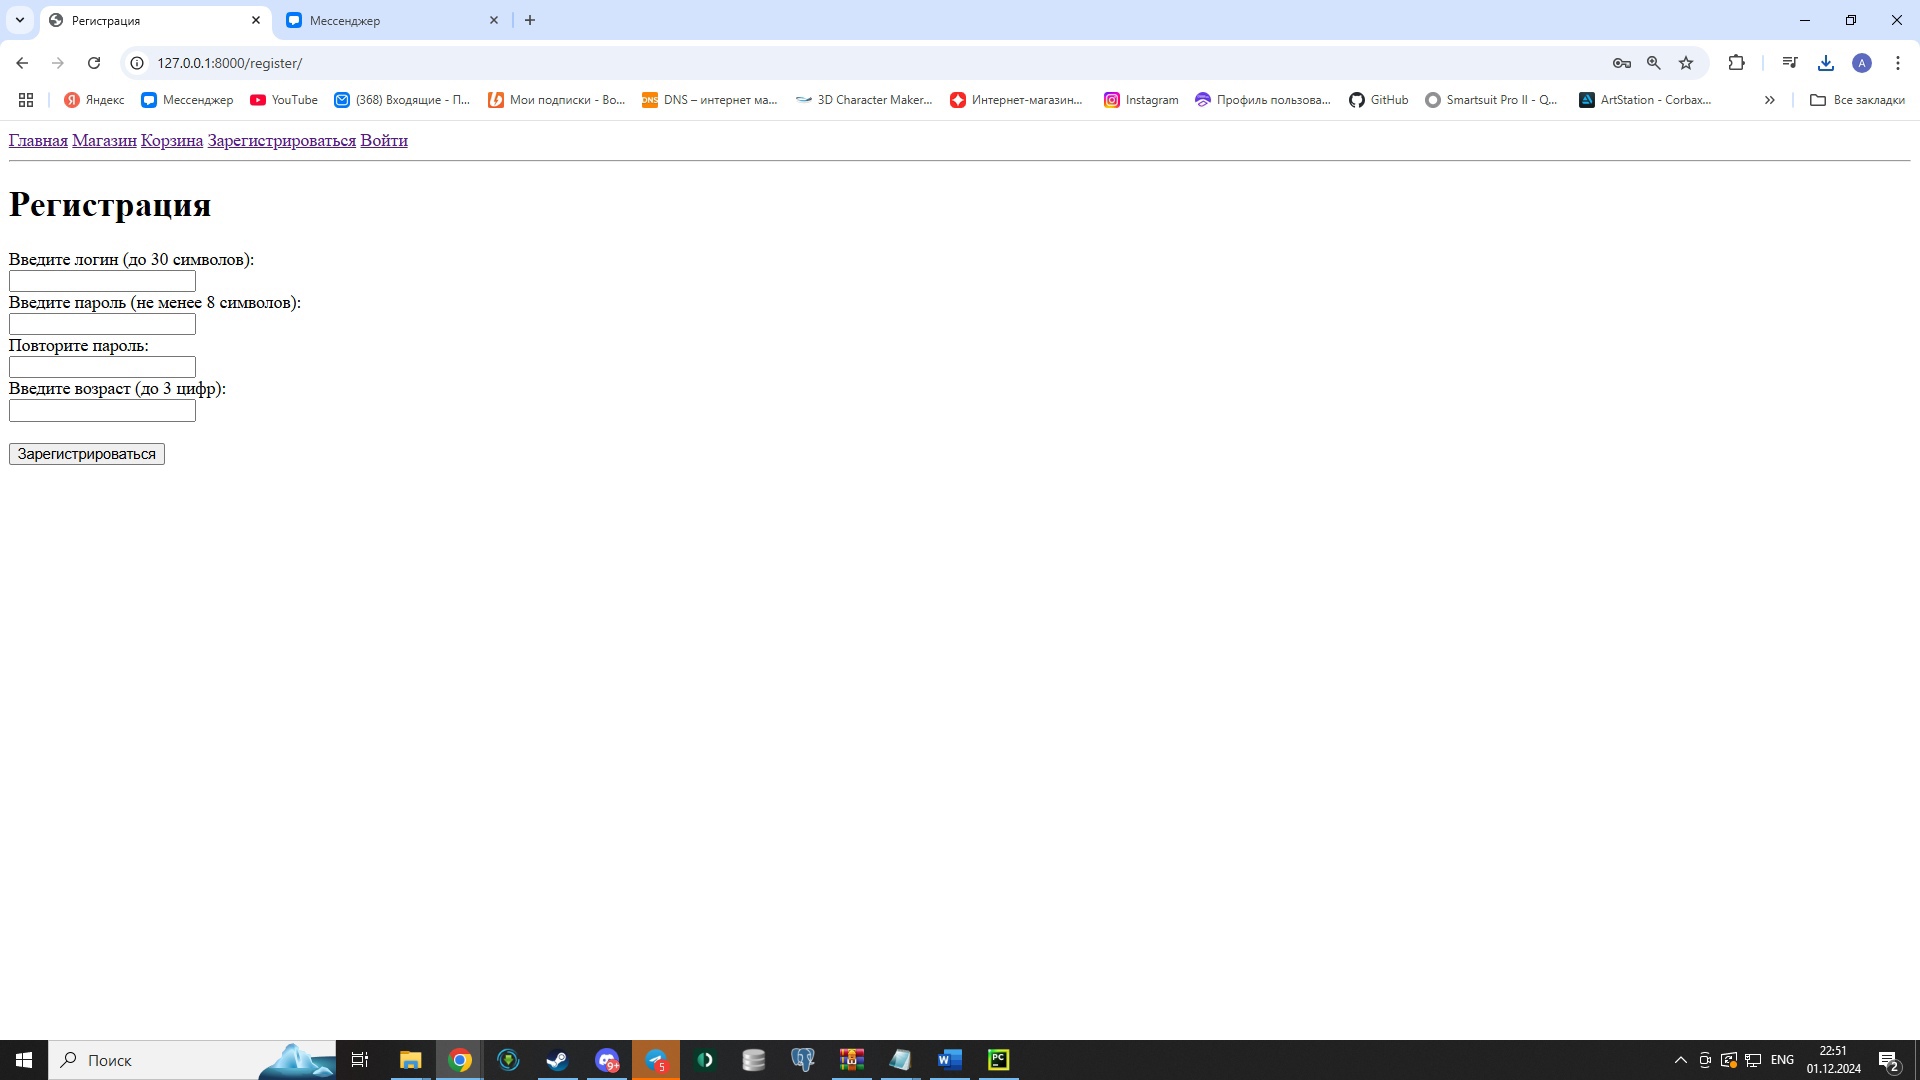 Регистрация
Мессенджер
127.0.0.1:8000/register/
Яндекс Мессенджер YouTube (368) Входящие - П... Мои подписки - Bo... DNS – интернет ма... 3D Character Maker... Интернет-магазин... Instagram Профиль пользова... GitHub Smartsuit Pro II - Q... ArtStation - Corbax... Все закладки
Главная Магазин Корзина Зарегистрироваться Войти
Регистрация
Введите логин (до 30 символов):
Введите пароль (не менее 8 символов):
Повторите пароль:
Введите возраст (до 3 цифр):
Зарегистрироваться
Поиск
ENG
22:51
01.12.2024
2